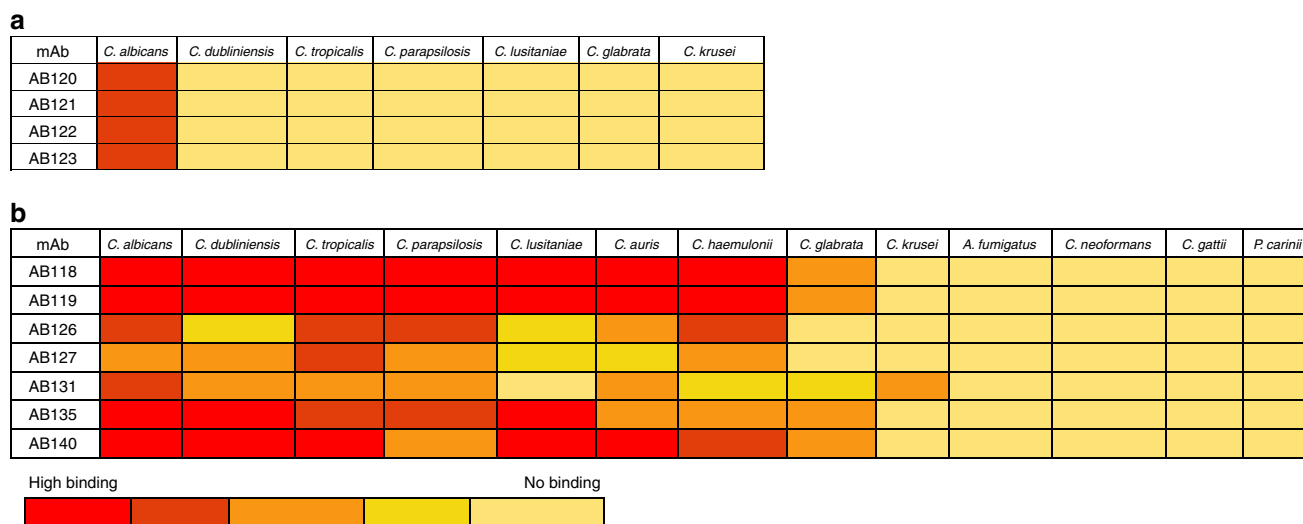 a
mAb C. albicans C. dubliniensis C. tropicalis C. parapsilosis C. lusitaniae C. glabrata C. krusei
AB120
AB121
AB122
AB123
b
mAb C. albicans C. dubliniensis C. tropicalis C. parapsilosis C. lusitaniae C. auris C. haemulonii C. glabrata C. krusei A. fumigatus C. neoformans C. gattii P. carinii
AB118
AB119
AB126
AB127
AB131
AB135
AB140
High binding No binding